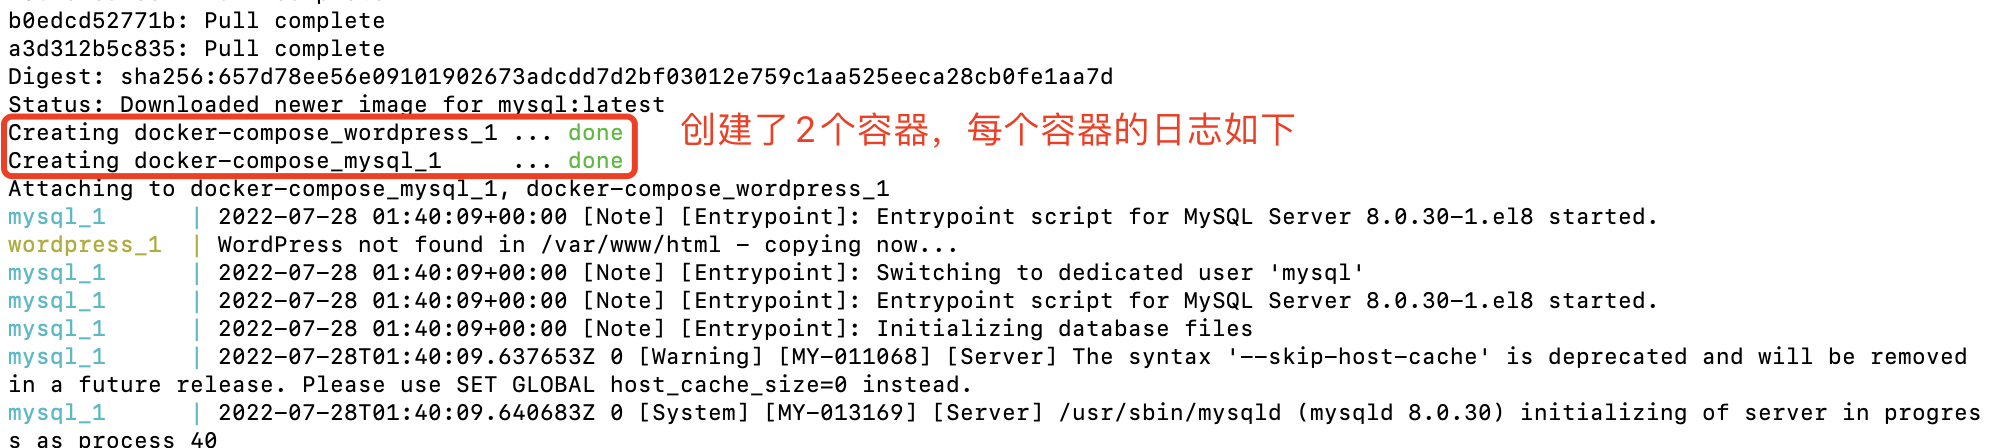 b0edcd52771b: Pull complete
a3d312b5c835: Pull complete
Digest: sha256:657d78ee56e09101902673adcdd7d2bf03012e759c1aa525eeca28cb0fe1aa7d
Status: Downloaded newer image for mysql:latest
Creating docker-compose_wordpress_1 ... done
Creating docker-compose_mysql_1     ... done
创建了2个容器，每个容器的日志如下
Attaching to docker-compose_mysql_1, docker-compose_wordpress_1
mysql_1      | 2022-07-28 01:40:09+00:00 [Note] [Entrypoint]: Entrypoint script for MySQL Server 8.0.30-1.el8 started.
wordpress_1  | WordPress not found in /var/www/html - copying now...
mysql_1      | 2022-07-28 01:40:09+00:00 [Note] [Entrypoint]: Switching to dedicated user 'mysql'
mysql_1      | 2022-07-28 01:40:09+00:00 [Note] [Entrypoint]: Entrypoint script for MySQL Server 8.0.30-1.el8 started.
mysql_1      | 2022-07-28 01:40:09+00:00 [Note] [Entrypoint]: Initializing database files
mysql_1      | 2022-07-28T01:40:09.637653Z 0 [Warning] [MY-011068] [Server] The syntax '--skip-host-cache' is deprecated and will be removed
in a future release. Please use SET GLOBAL host_cache_size=0 instead.
mysql_1      | 2022-07-28T01:40:09.640683Z 0 [System] [MY-013169] [Server] /usr/sbin/mysqld (mysqld 8.0.30) initializing of server in progres
s as process 40